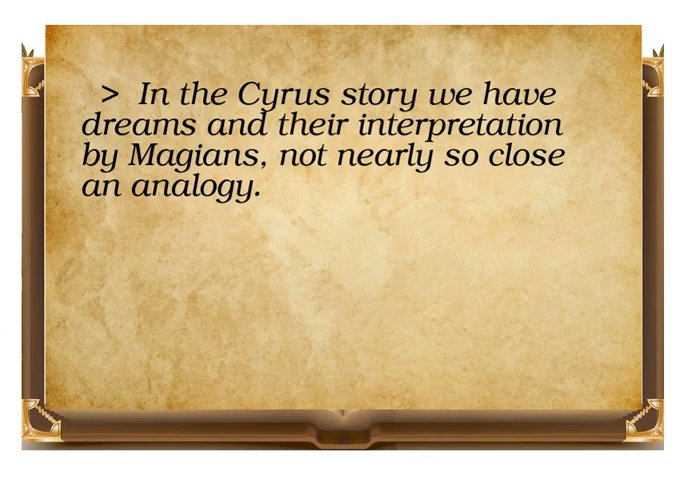 > In the Cyrus story we have
dreams and their interpretation
by Magians, not nearly so close
an analogy.